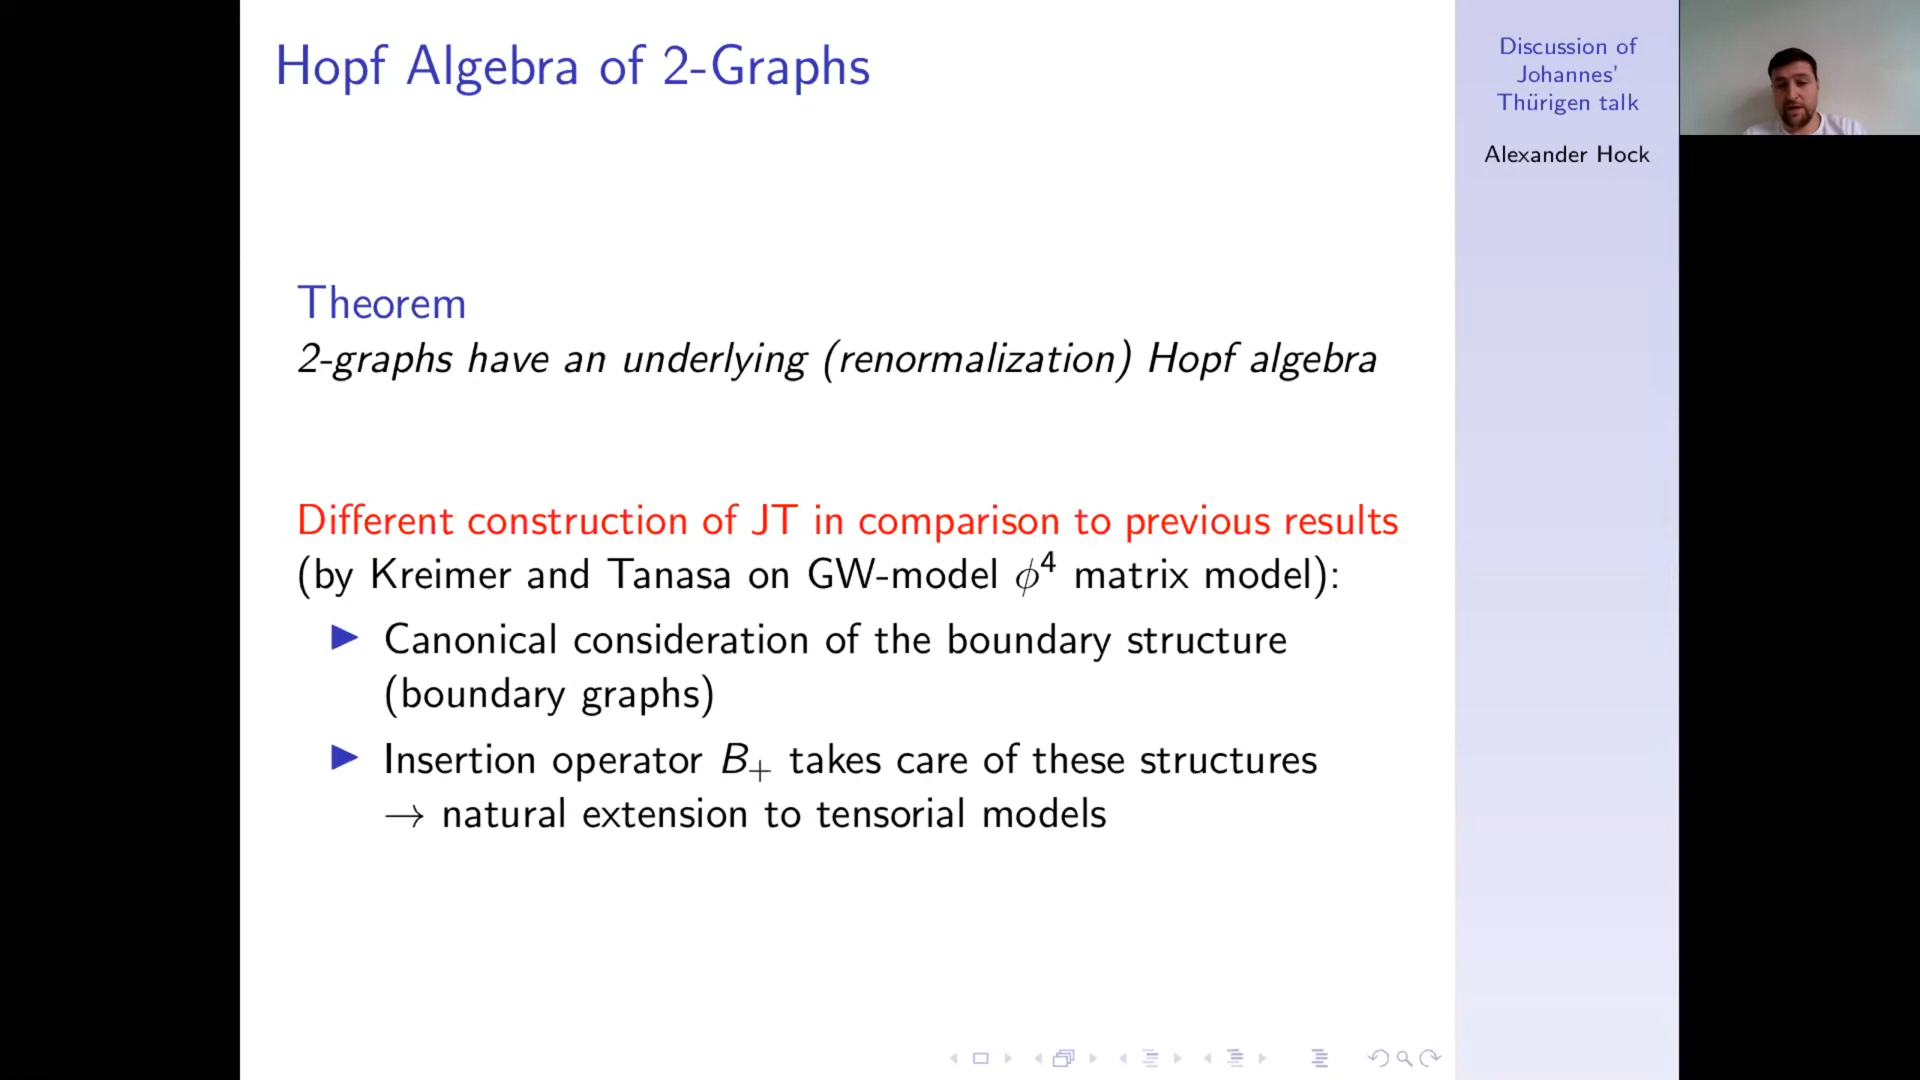 Hopf Algebra of 2-Graphs
Theorem
2-graphs have an underlying (renormalization) Hopf algebra
Different construction of JT in comparison to previous results
(by Kreimer and Tanasa on GW-model ϕ⁴ matrix model):
▶ Canonical consideration of the boundary structure
(boundary graphs)
▶ Insertion operator B₊ takes care of these structures
→ natural extension to tensorial models
Discussion of
Johannes'
Thürigen talk
Alexander Hock